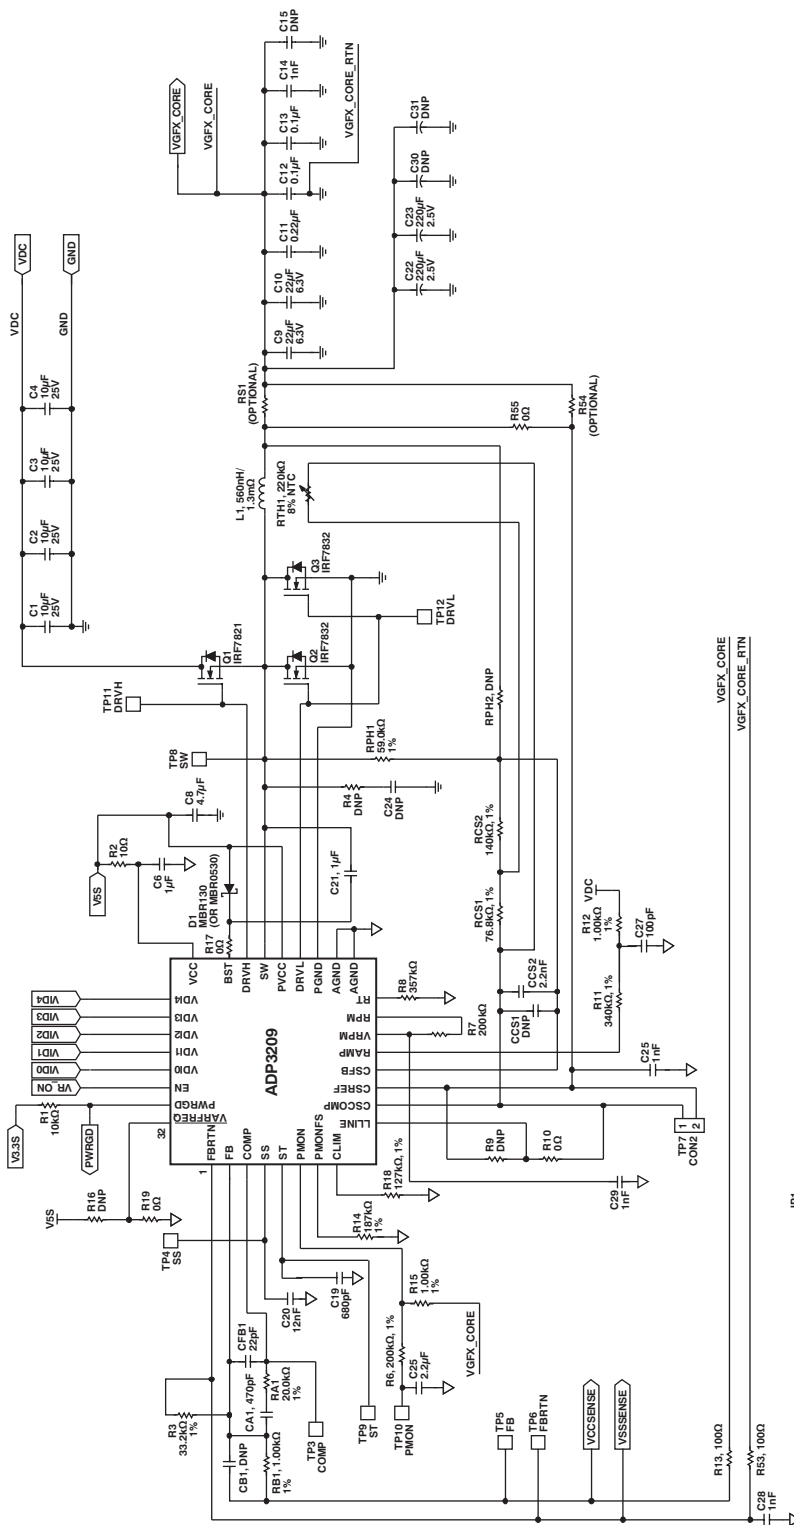 VDC
VDC
GND
GND
C1
10µF
25V
C2
10µF
25V
C3
10µF
25V
C4
10µF
25V
VGFX_CORE
VGFX_CORE
C9
22µF
6.3V
C10
22µF
6.3V
C11
0.22µF
C12
0.1µF
C13
0.1µF
C14
1nF
C15
DNP
VGFX_CORE_RTN
C22
220µF
2.5V
C23
220µF
2.5V
C30
DNP
C31
DNP
RS1
(OPTIONAL)
L1, 560nH/
1.3mΩ
RTH1, 220kΩ
8% NTC
R55
0Ω
R54
(OPTIONAL)
TP11
DRVH
Q1
IRF7821
Q2
IRF7832
Q3
IRF7832
TP12
DRVL
TP8
SW
RPH1
59.0kΩ
1%
RPH2, DNP
R4
DNP
C24
DNP
V5S
R2
10Ω
C8
4.7µF
C6
1µF
D1
MBR130
(OR MBR0530)
R17
0Ω
C21, 1µF
RCS2
140kΩ, 1%
RCS1
76.8kΩ, 1%
CCS2
2.2nF
CCS1
DNP
VDC
R12
1.00kΩ
1%
C27
100pF
R11
340kΩ, 1%
R8
357kΩ
R7
200kΩ
C25
1nF
VID4
VID3
VID2
VID1
VID0
VR_ON
V3.3S
R1
10kΩ
PWRGD
VCC
BST
DRVH
SW
PVCC
DRVL
PGND
AGND
AGND
VDI4
VDI3
VDI2
VDI1
VDI0
EN
PWRGD
VARFREQ
32
1
ADP3209
RT
RPM
VRPM
RAMP
CSFB
CSREF
CSCOMP
LLINE
FBRTN
FB
COMP
SS
ST
PMON
PMONFS
CLIM
R9
DNP
R10
0Ω
TP7
1
2
CON2
C29
1nF
V5S
R16
DNP
R19
0Ω
TP4
SS
R18
127kΩ, 1%
R14
187kΩ
1%
C19
680pF
C20
12nF
R15
1.00kΩ
1%
VGFX_CORE
R6, 200kΩ, 1%
C25
2.2µF
CFB1
22pF
CA1, 470pF
RA1
20.0kΩ
1%
R3
33.2kΩ
1%
CB1, DNP
RB1, 1.00kΩ
1%
TP3
COMP
TP9
ST
TP10
PMON
TP5
FB
TP6
FBRTN
VCCSENSE
VSSSENSE
R13, 100Ω
R53, 100Ω
C28
1nF
VGFX_CORE
VGFX_CORE_RTN